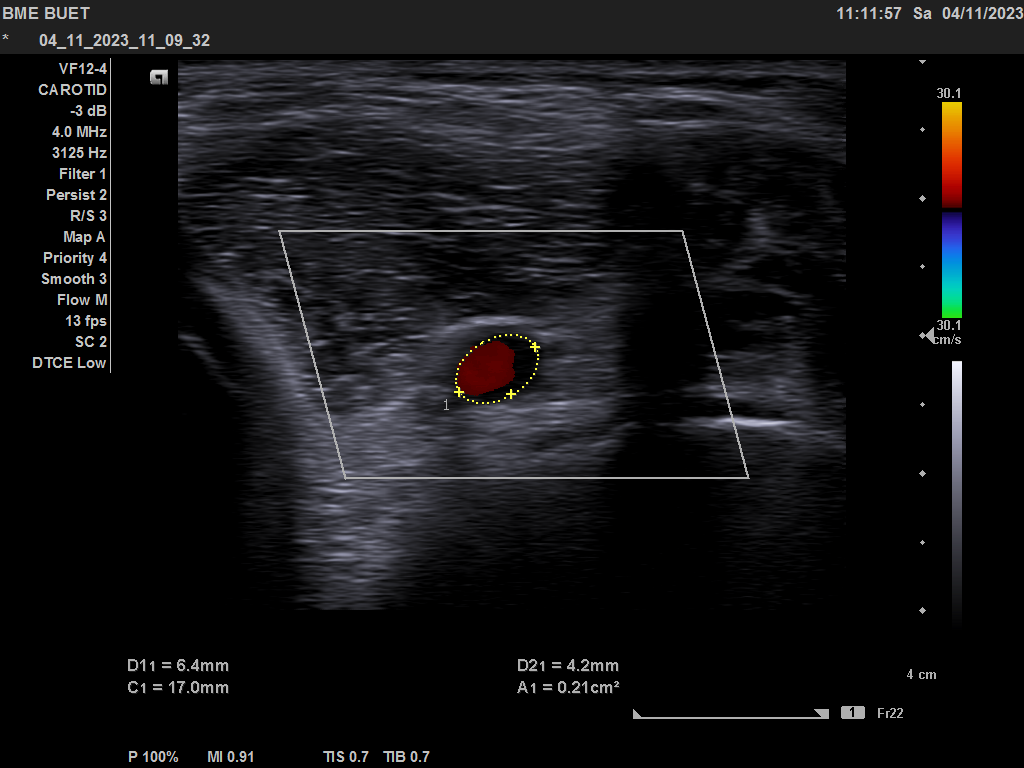 BME BUET
11:11:57 Sa 04/11/2023
* 04_11_2023_11_09_32
VF12-4
CAROTID
-3 dB
4.0 MHz
3125 Hz
Filter 1
Persist 2
R/S 3
Map A
Priority 4
Smooth 3
Flow M
13 fps
SC 2
DTCE Low
30.1
30.1
cm/s
1
D11 = 6.4mm
D21 = 4.2mm
C1 = 17.0mm
A1 = 0.21cm²
4 cm
1 Fr22
P 100% MI 0.91 TIS 0.7 TIB 0.7